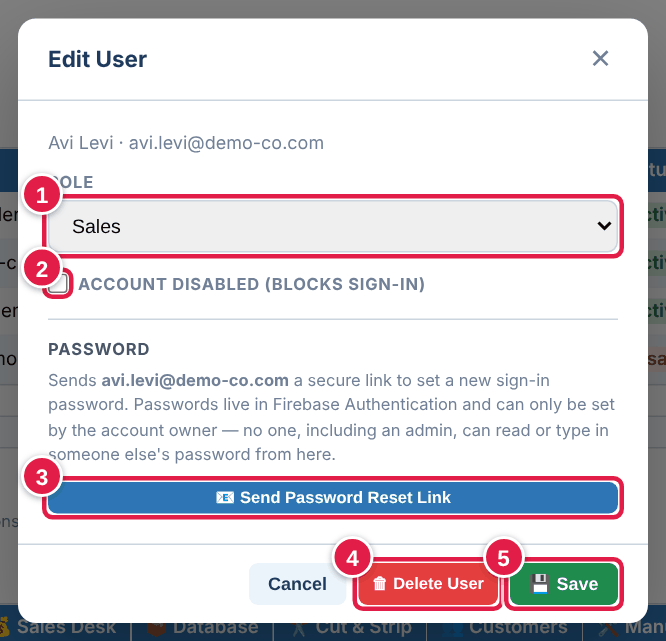 Edit User
✕
Avi Levi · avi.levi@demo-co.com
1
OLE
Sales
2
ACCOUNT DISABLED (BLOCKS SIGN-IN)
PASSWORD
Sends avi.levi@demo-co.com a secure link to set a new sign-in
password. Passwords live in Firebase Authentication and can only be set
by the account owner — no one, including an admin, can read or type in
someone else's password from here.
3
📧 Send Password Reset Link
4
5
Cancel
🗑 Delete User
💾 Save
Sales Desk
Database
Cut & Strip
Customers